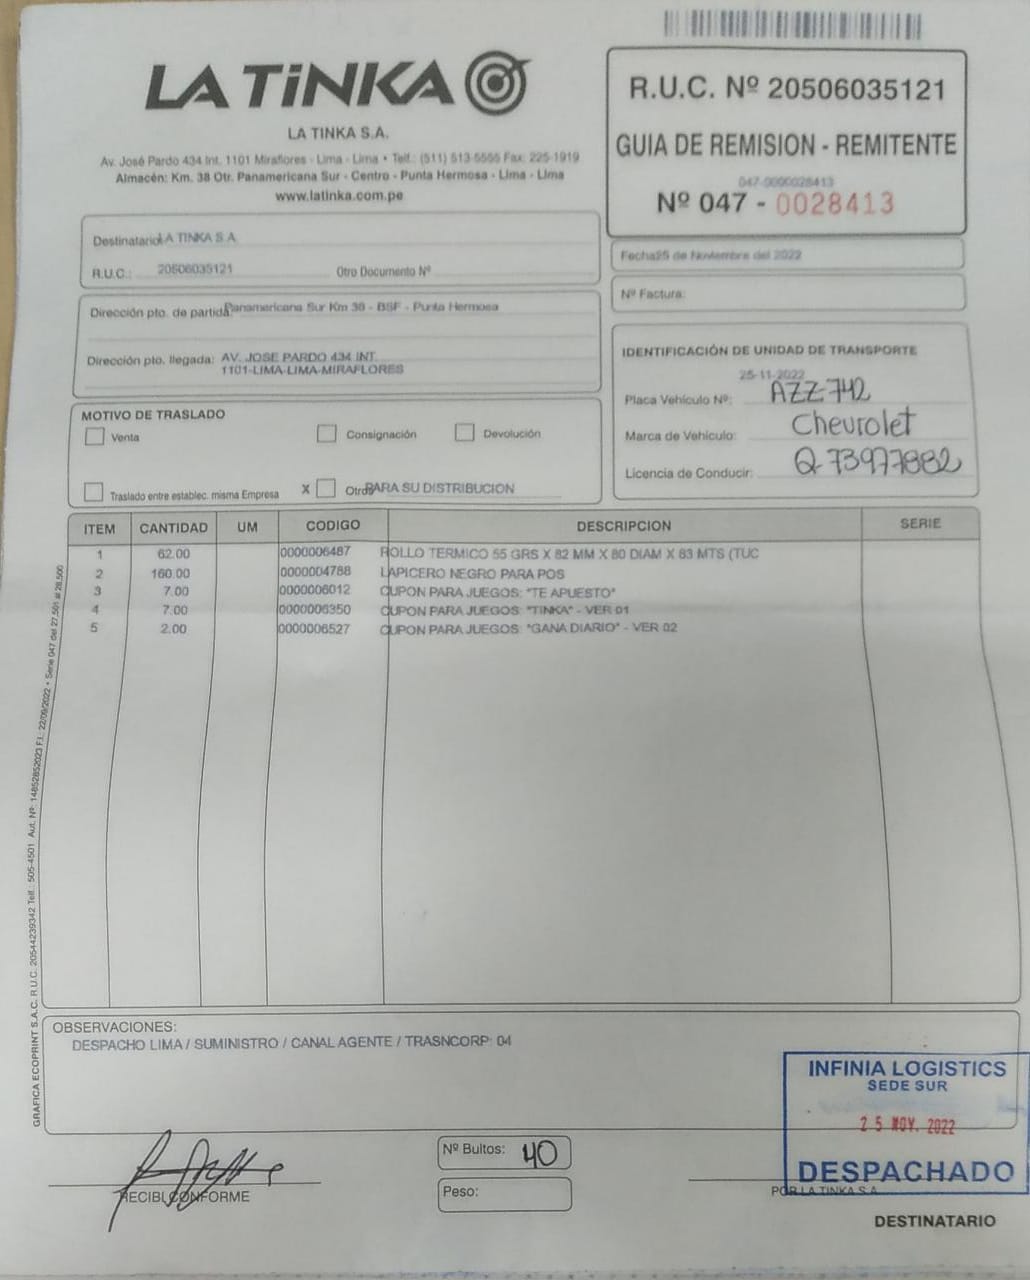 LA TiNKA
LA TINKA S.A.
Av. José Pardo 434 Int. 1101 Miraflores - Lima - Lima • Telf.: (511) 513-5555 Fax: 225-1919
Almacén: Km. 38 Otr. Panamericana Sur - Centro - Punta Hermosa - Lima - Lima
www.latinka.com.pe
R.U.C. Nº 20506035121
GUIA DE REMISION - REMITENTE
047-0000028413
Nº 047 - 0028413
Destinatario LA TINKA S A
R.U.C.: 20506035121 Otro Documento Nº
Fecha 25 de Noviembre del 2022
Nº Factura:
Dirección pto. de partida Panamericana Sur Km 38 - BSF - Punta Hermosa
Dirección pto. llegada: AV. JOSE PARDO 434 INT.
1101-LIMA-LIMA-MIRAFLORES
IDENTIFICACIÓN DE UNIDAD DE TRANSPORTE
25-11-2022
Placa Vehículo Nº: AZZ-742
Marca de Vehículo: Chevrolet
Licencia de Conducir: Q-73977882
MOTIVO DE TRASLADO
Venta Consignación Devolución
Traslado entre establec. misma Empresa X Otros PARA SU DISTRIBUCION
ITEM CANTIDAD UM CODIGO DESCRIPCION SERIE
1 62.00 0000006487 ROLLO TERMICO 55 GRS X 82 MM X 80 DIAM X 83 MTS (TUC
2 160.00 0000004788 LAPICERO NEGRO PARA POS
3 7.00 0000006012 CUPON PARA JUEGOS: "TE APUESTO"
4 7.00 0000006350 CUPON PARA JUEGOS: "TINKA" - VER 01
5 2.00 0000006527 CUPON PARA JUEGOS: "GANA DIARIO" - VER 02
GRAFICA ECOPRINT S.A.C. R.U.C. 20544239342 Telf.: 505-4501 Aut. Nº: 14852852023 F.I.: 22/09/2022 • Serie 047 del 27,501 al 28,500
OBSERVACIONES:
DESPACHO LIMA / SUMINISTRO / CANAL AGENTE / TRASNCORP: 04
INFINIA LOGISTICS
SEDE SUR
25 NOV. 2022
DESPACHADO
RECIBI CONFORME
Nº Bultos: 40
Peso:
POR LA TINKA S.A.
DESTINATARIO